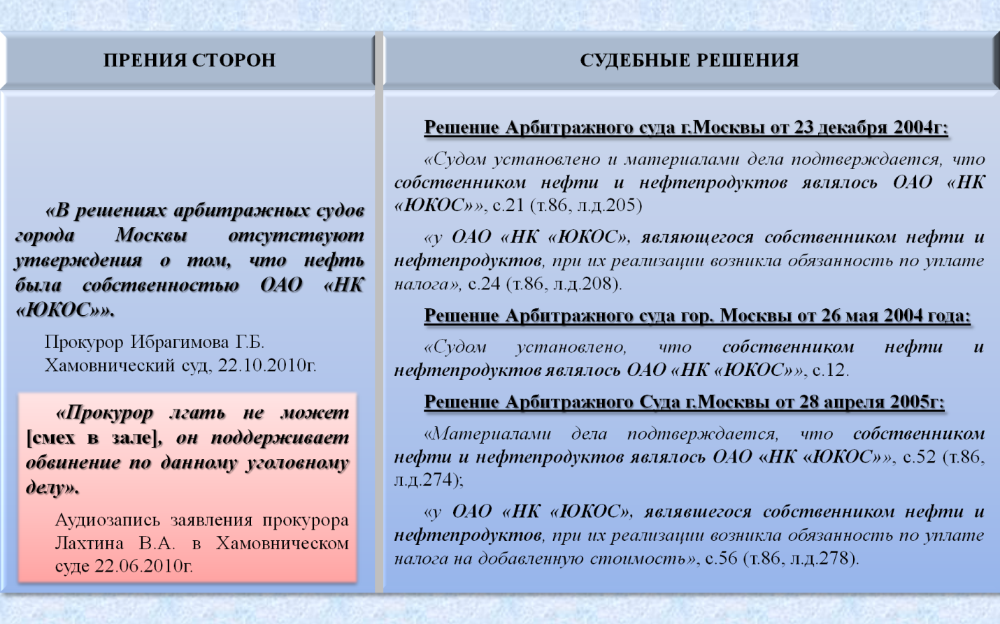 ПРЕНИЯ СТОРОН
«В решениях арбитражных судов
города Москвы отсутствуют
утверждения о том, что нефть
была собственностью ОАО «НК
«ЮКОС»».
Прокурор Ибрагимова Г.Б.
Хамовнический суд, 22.10.2010г.
«Прокурор лгать не может
[смех в зале], он поддерживает
обвинение по данному уголовному
делу».
Аудиозапись заявления прокурора
Лахтина В.А. в Хамовническом
суде 22.06.2010г.
СУДЕБНЫЕ РЕШЕНИЯ
Решение Арбитражного суда г.Москвы от 23 декабря 2004г:
«Судом установлено и материалами дела подтверждается, что
собственником нефти и нефтепродуктов являлось ОАО «НК
«ЮКОС»», с.21 (т.86, л.д.205)
«у ОАО «НК «ЮКОС», являющегося собственником нефти и
нефтепродуктов, при их реализации возникла обязанность по уплате
налога», с.24 (т.86, л.д.208).
Решение Арбитражного суда гор. Москвы от 26 мая 2004 года:
«Судом установлено, что собственником нефти и
нефтепродуктов являлось ОАО «НК «ЮКОС»», с.12.
Решение Арбитражного Суда г.Москвы от 28 апреля 2005г:
«Материалами дела подтверждается, что собственником
нефти и нефтепродуктов являлось ОАО «НК «ЮКОС»», с.52 (т.86,
л.д.274);
«у ОАО «НК «ЮКОС», являвшегося собственником нефти и
нефтепродуктов, при их реализации возникла обязанность по уплате
налога на добавленную стоимость», с.56 (т.86, л.д.278).